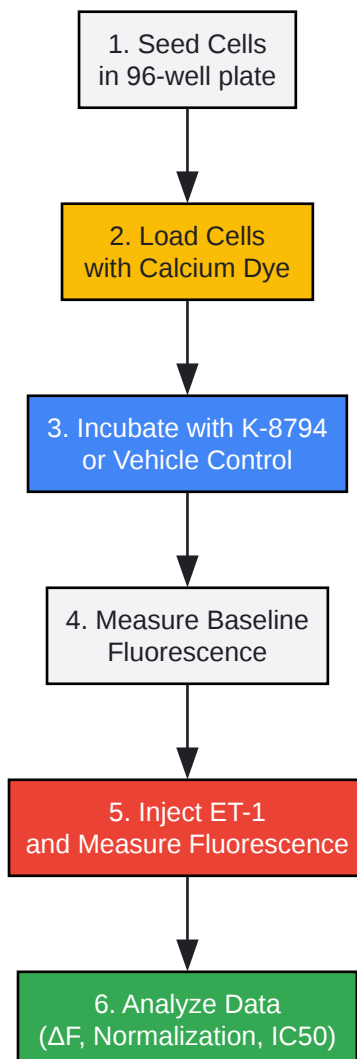 1. Seed Cells
in 96-well plate
2. Load Cells
with Calcium Dye
3. Incubate with K-8794
or Vehicle Control
4. Measure Baseline
Fluorescence
5. Inject ET-1
and Measure Fluorescence
6. Analyze Data
(ΔF, Normalization, IC50)